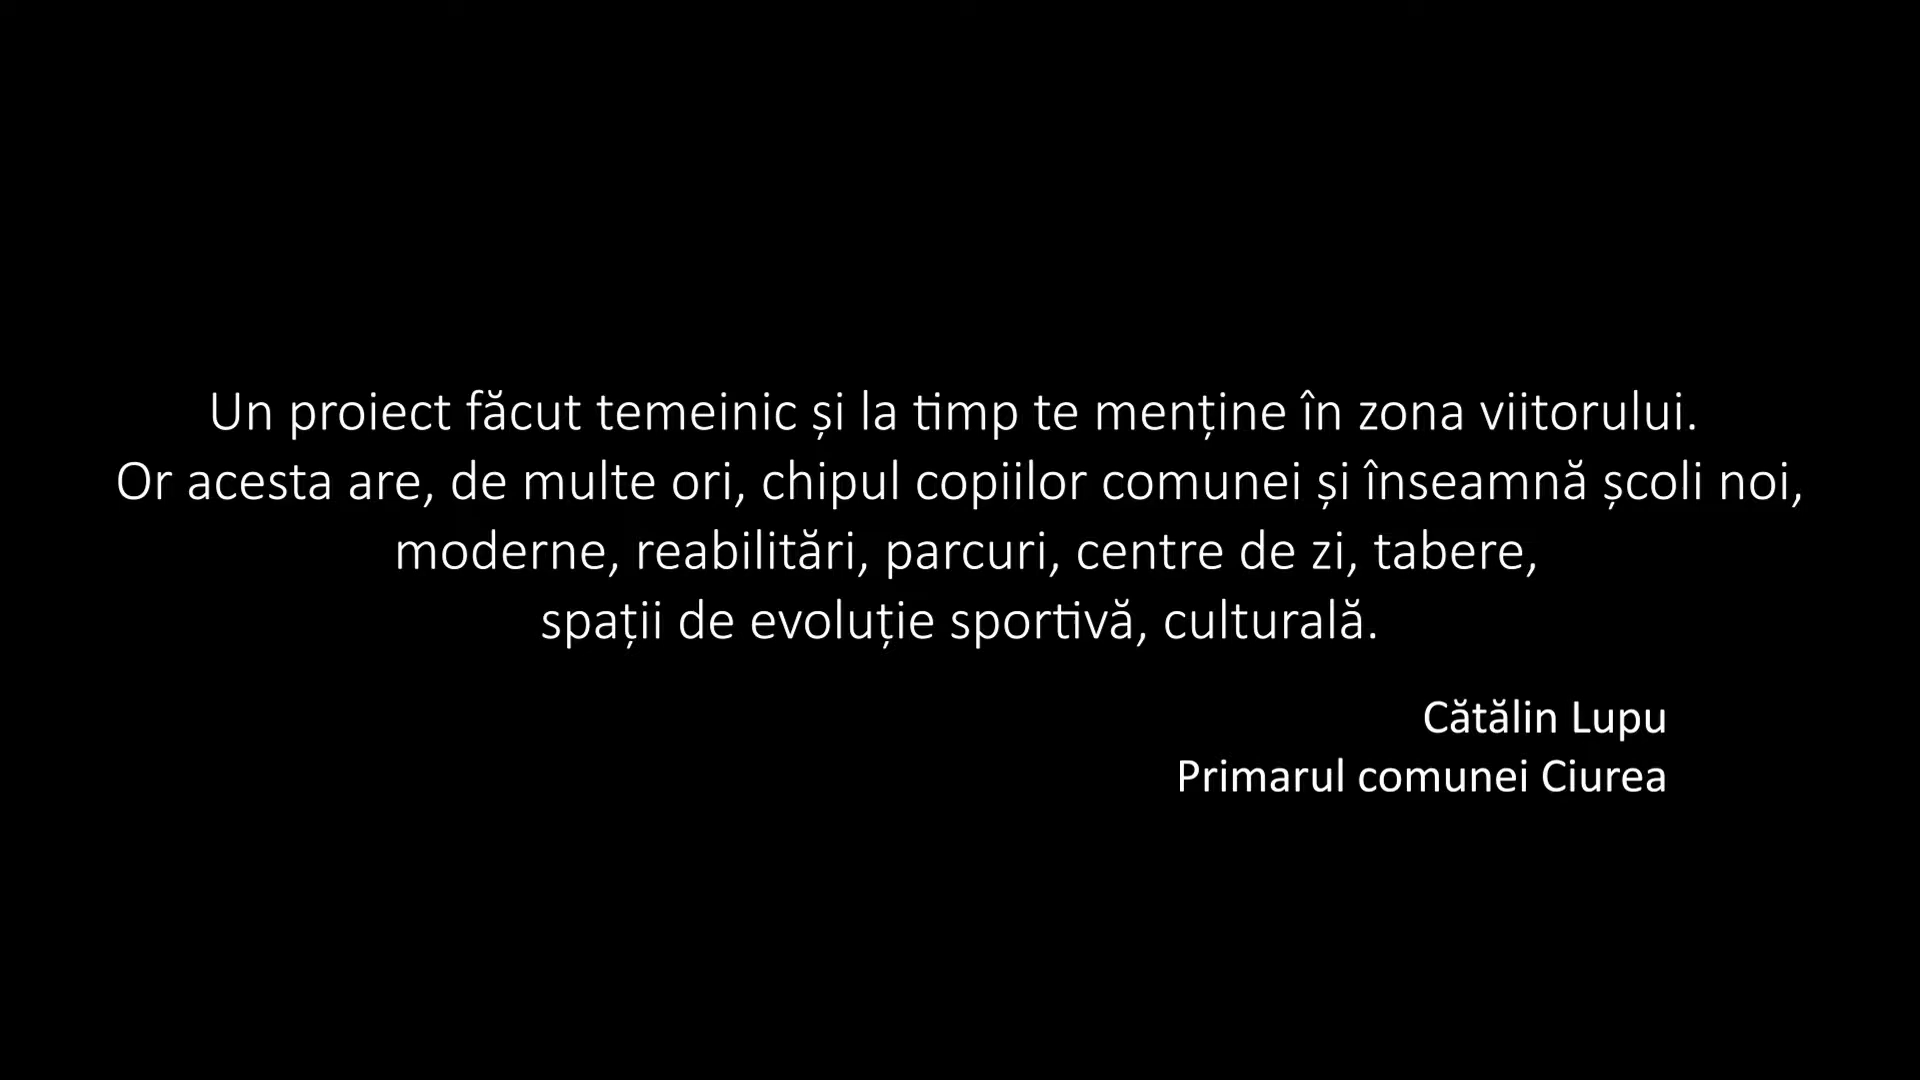 Un proiect făcut temeinic și la timp te menține în zona viitorului.
Or acesta are, de multe ori, chipul copiilor comunei și înseamnă școli noi,
moderne, reabilitări, parcuri, centre de zi, tabere,
spații de evoluție sportivă, culturală.
Cătălin Lupu
Primarul comunei Ciurea